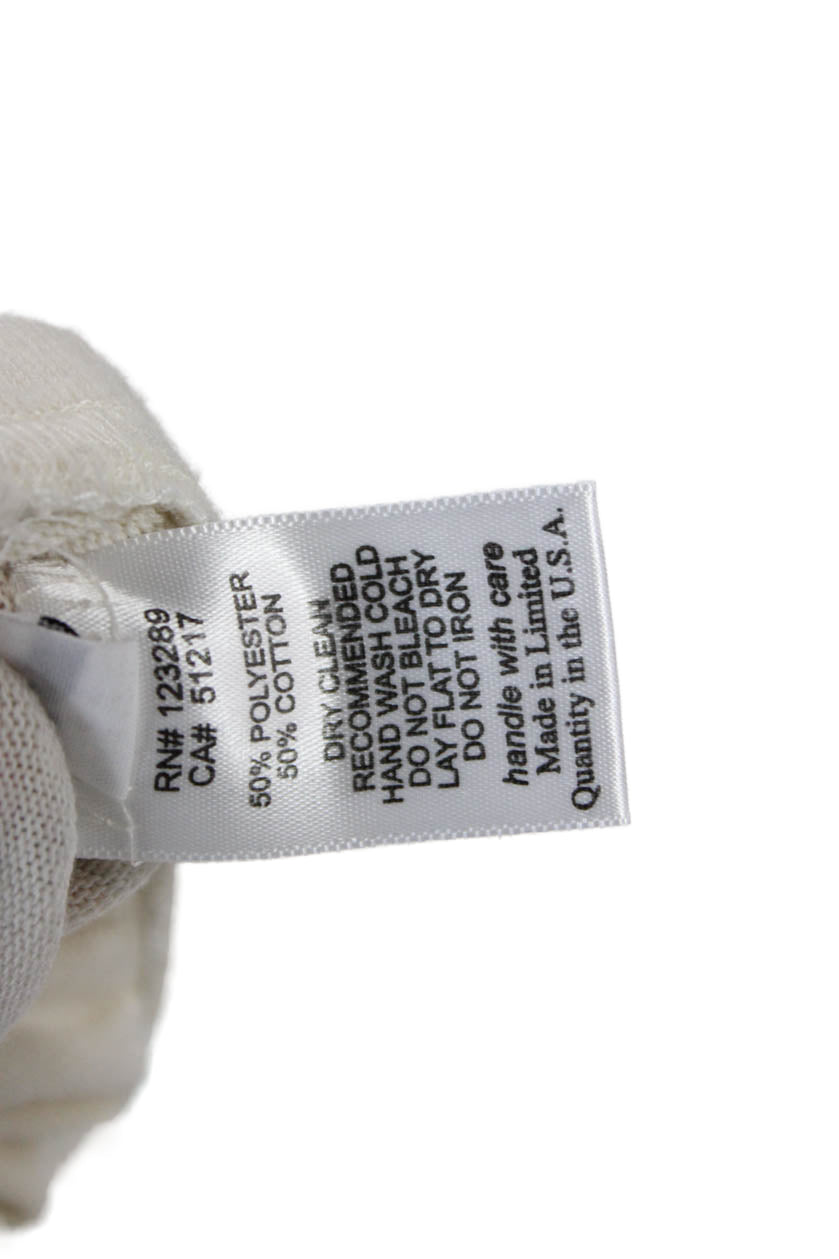 RN# 123289
CA# 51217
50% POLYESTER
50% COTTON
DRY CLEAN
RECOMMENDED
HAND WASH COLD
DO NOT BLEACH
LAY FLAT TO DRY
DO NOT IRON
handle with care
Made in Limited
Quantity in the U.S.A.